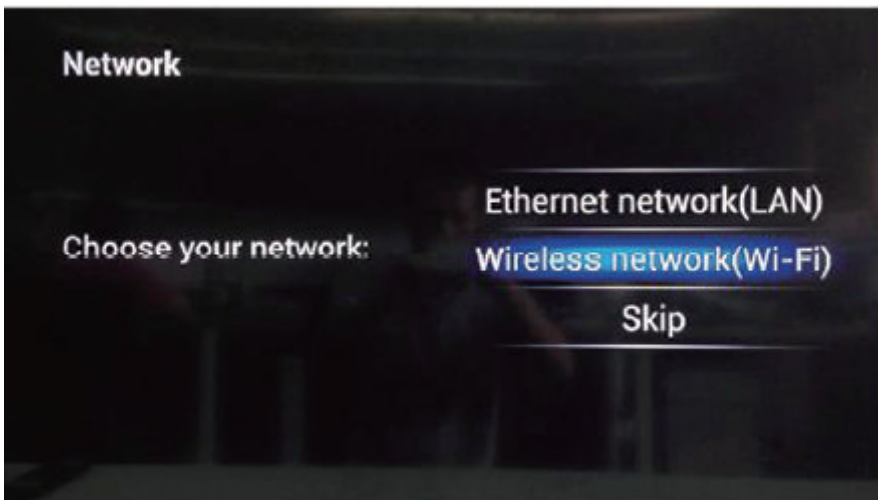 Network
Ethernet network(LAN)
Choose your network:
Wireless network(Wi-Fi)
Skip